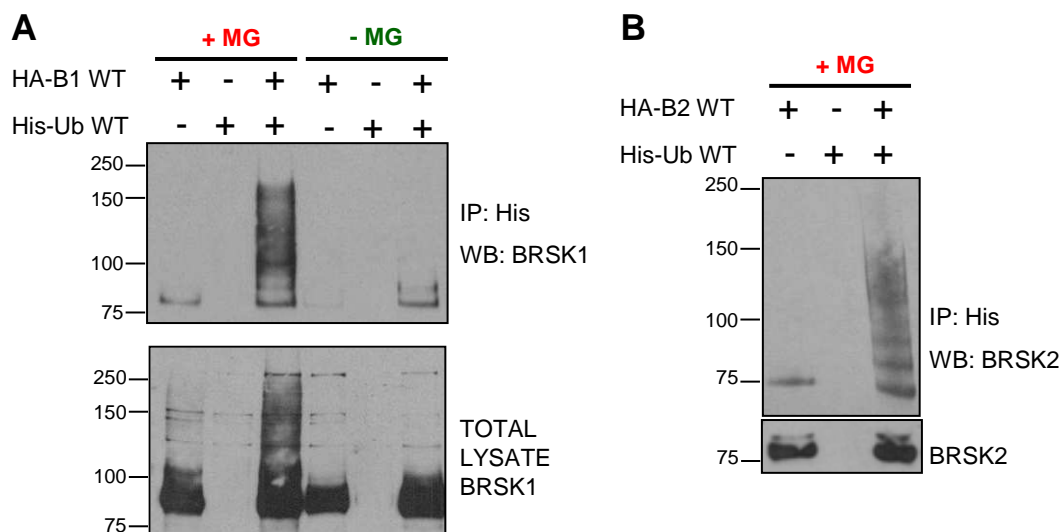 A
+ MG
- MG
HA-B1 WT + - + + - +
His-Ub WT - + + - + +
250
150
100
75
IP: His
WB: BRSK1
250
150
100
75
TOTAL
LYSATE
BRSK1
B
+ MG
HA-B2 WT + - +
His-Ub WT - + +
250
150
100
75
IP: His
WB: BRSK2
75
BRSK2